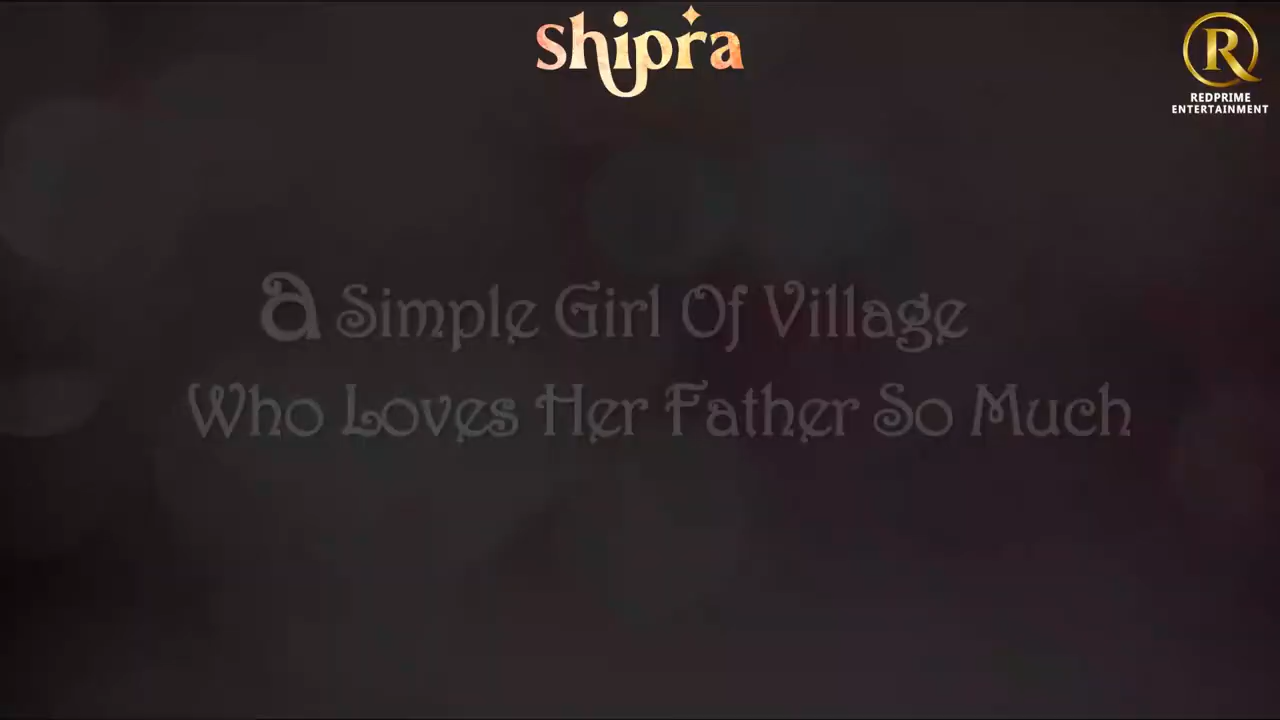 Shipra
R
REDPRIME
ENTERTAINMENT
a Simple Girl Of Village
Who Loves Her Father So Much